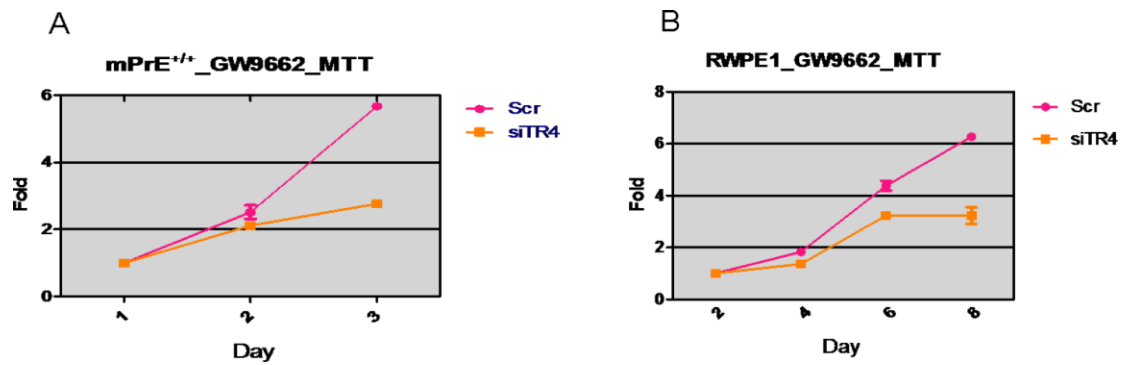 A
mPrE+/+_GW9662_MTT
6
4
2
0
Fold
1
2
3
Day
Scr
siTR4
B
RWPE1_GW9662_MTT
8
6
4
2
0
Fold
2
4
6
8
Day
Scr
siTR4